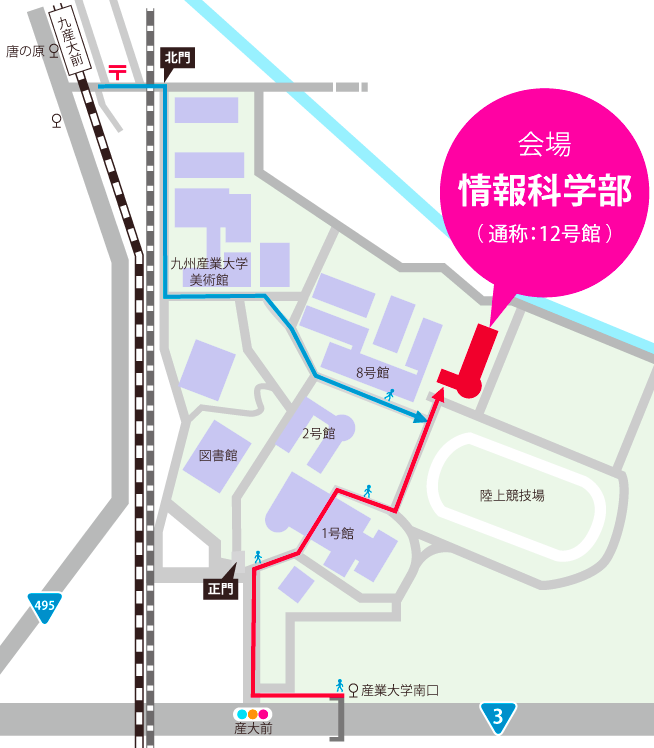 九産大前
唐の原
〒
北門
会場
情報科学部
（通称：12号館）
九州産業大学
美術館
8号館
2号館
図書館
陸上競技場
1号館
正門
495
産業大学南口
3
産大前